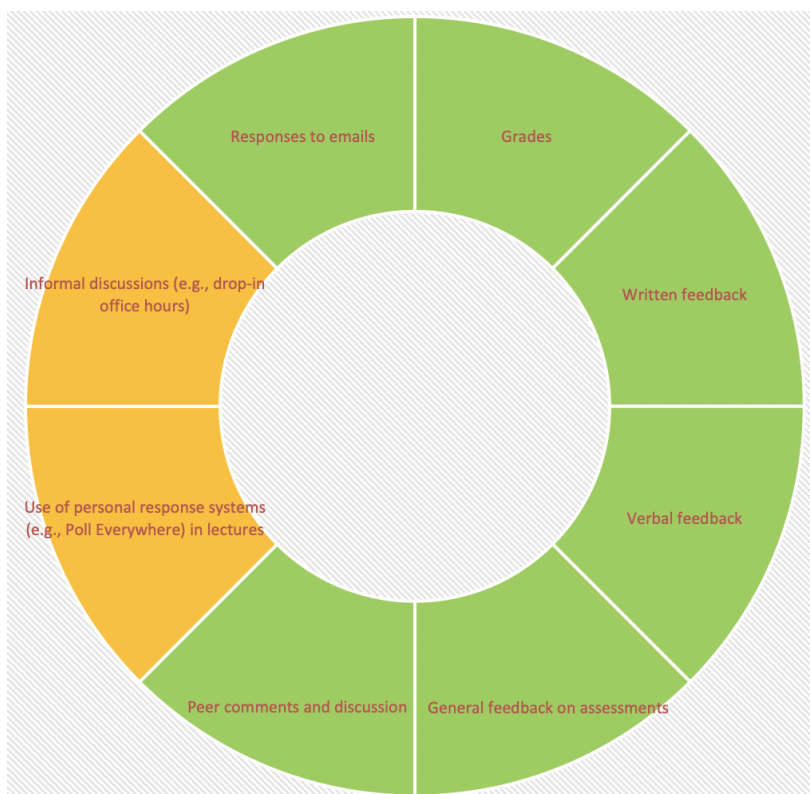 Responses to emails
Grades
Informal discussions (e.g., drop-in
office hours)
Written feedback
Use of personal response systems
(e.g., Poll Everywhere) in lectures
Verbal feedback
Peer comments and discussion
General feedback on assessments